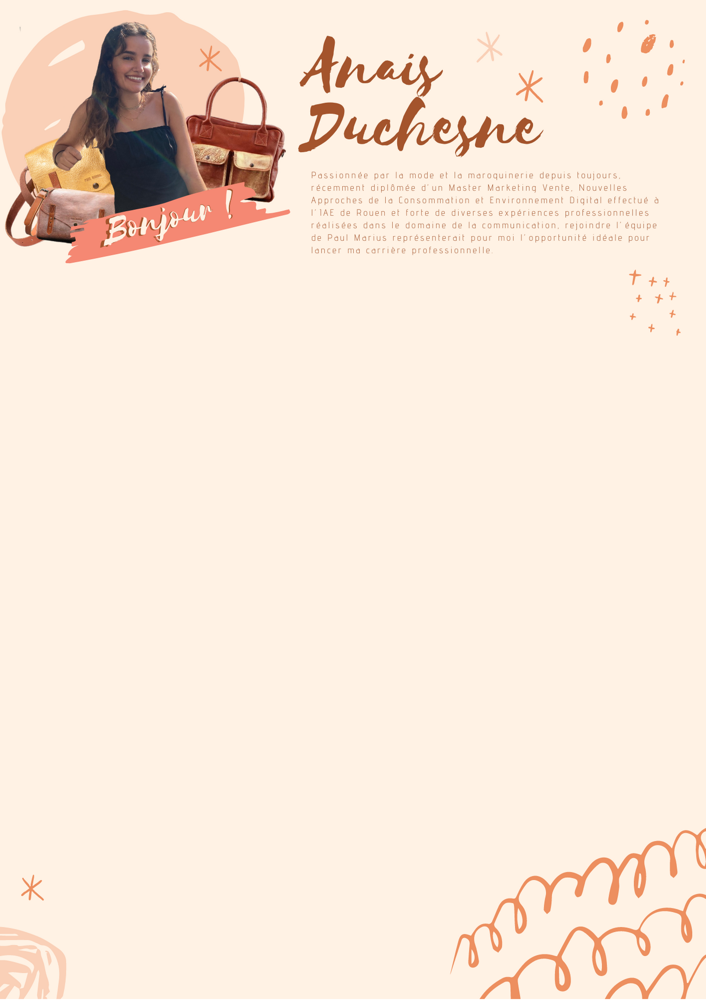 Anais
Duchesne
Passionnée par la mode et la maroquinerie depuis toujours,
récemment diplômée d'un Master Marketing Vente, Nouvelles
Approches de la Consommation et Environnement Digital effectué à
l'IAE de Rouen et forte de diverses expériences professionnelles
réalisées dans le domaine de la communication, rejoindre l'équipe
de Paul Marius représenterait pour moi l'opportunité idéale pour
lancer ma carrière professionnelle.
PAUL MARIUS
Bonjour !